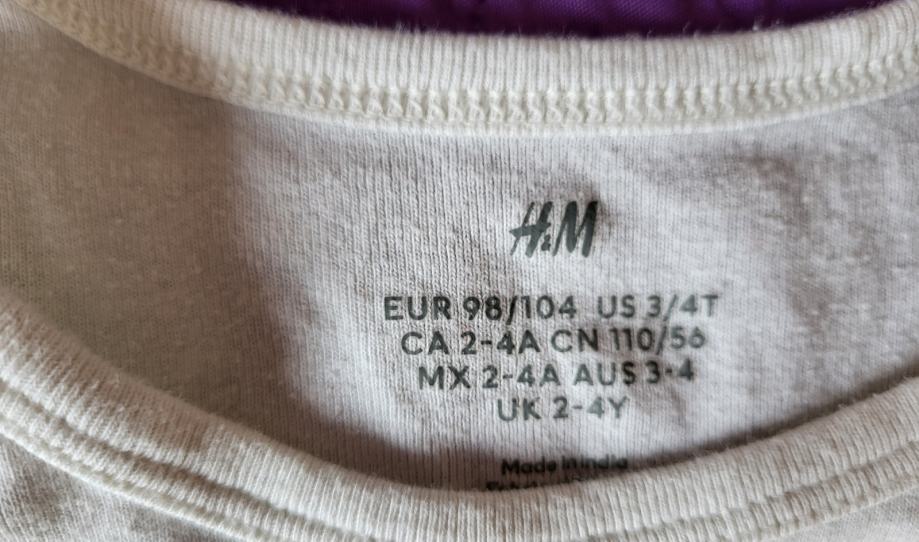 H&M
EUR 98/104 US 3/4T
CA 2-4A CN 110/56
MX 2-4A AUS 3-4
UK 2-4Y
Made in India